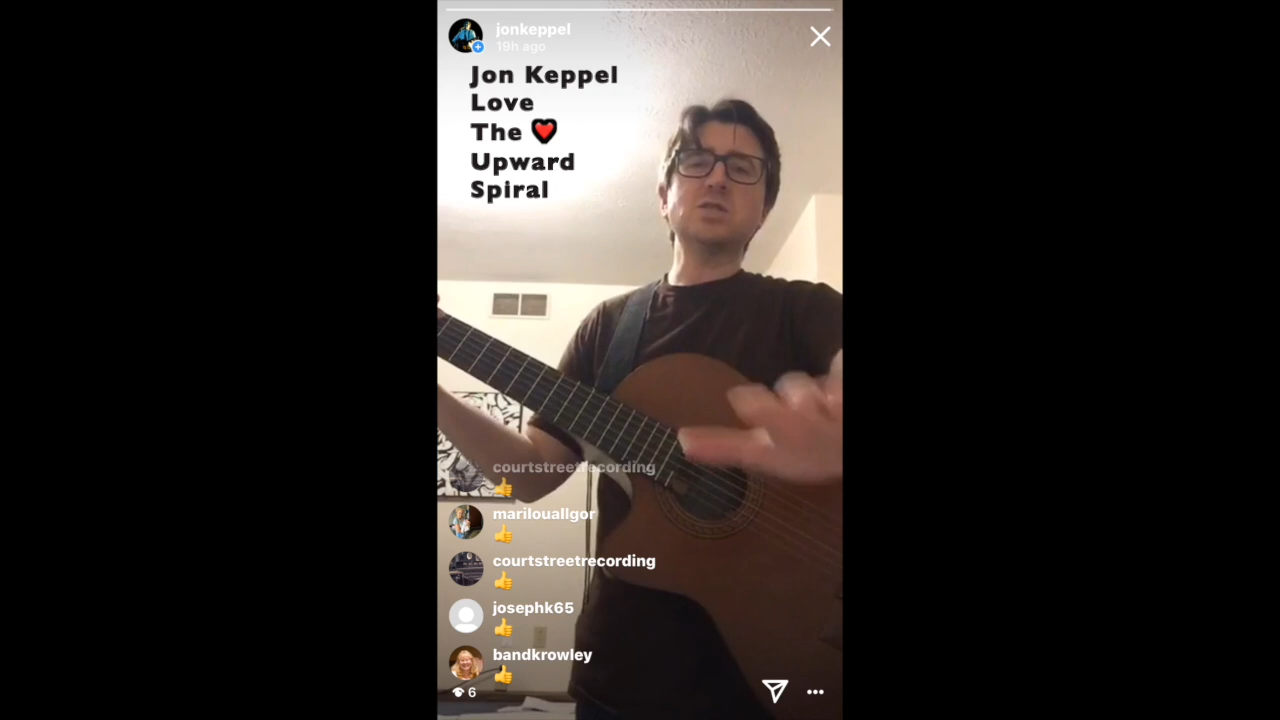 jonkeppel
19h ago
Jon Keppel
Love
The ❤️
Upward
Spiral
courtstreetrecording
👍
marilouallgor
👍
courtstreetrecording
👍
josephk65
👍
bandkrowley
👍
6